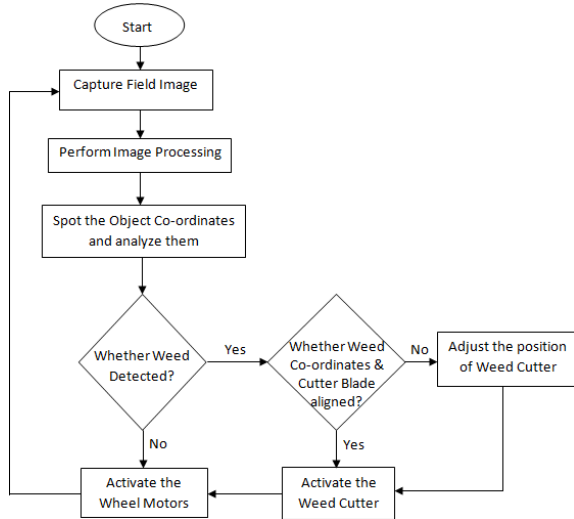 Start
Capture Field Image
Perform Image Processing
Spot the Object Co-ordinates
and analyze them
Whether Weed
Detected?
Yes
Whether Weed
Co-ordinates &
Cutter Blade
aligned?
No
Adjust the position
of Weed Cutter
No
Yes
Activate the
Wheel Motors
Activate the
Weed Cutter